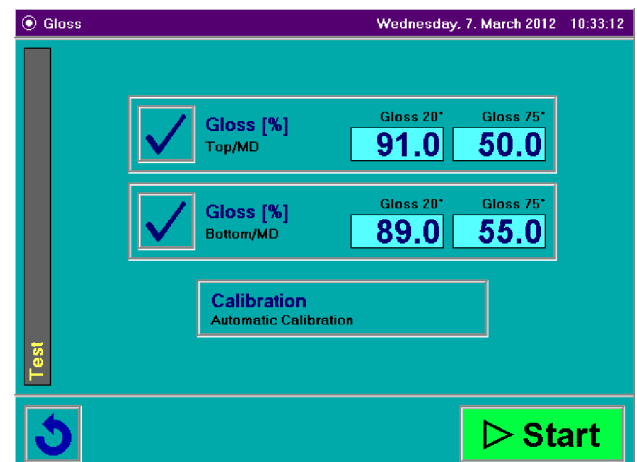 Gloss Wednesday, 7. March 2012 10:33:12
Gloss [%] Gloss 20° Gloss 75°
Top/MD 91.0 50.0
Gloss [%] Gloss 20° Gloss 75°
Bottom/MD 89.0 55.0
Calibration
Automatic Calibration
Test
Start